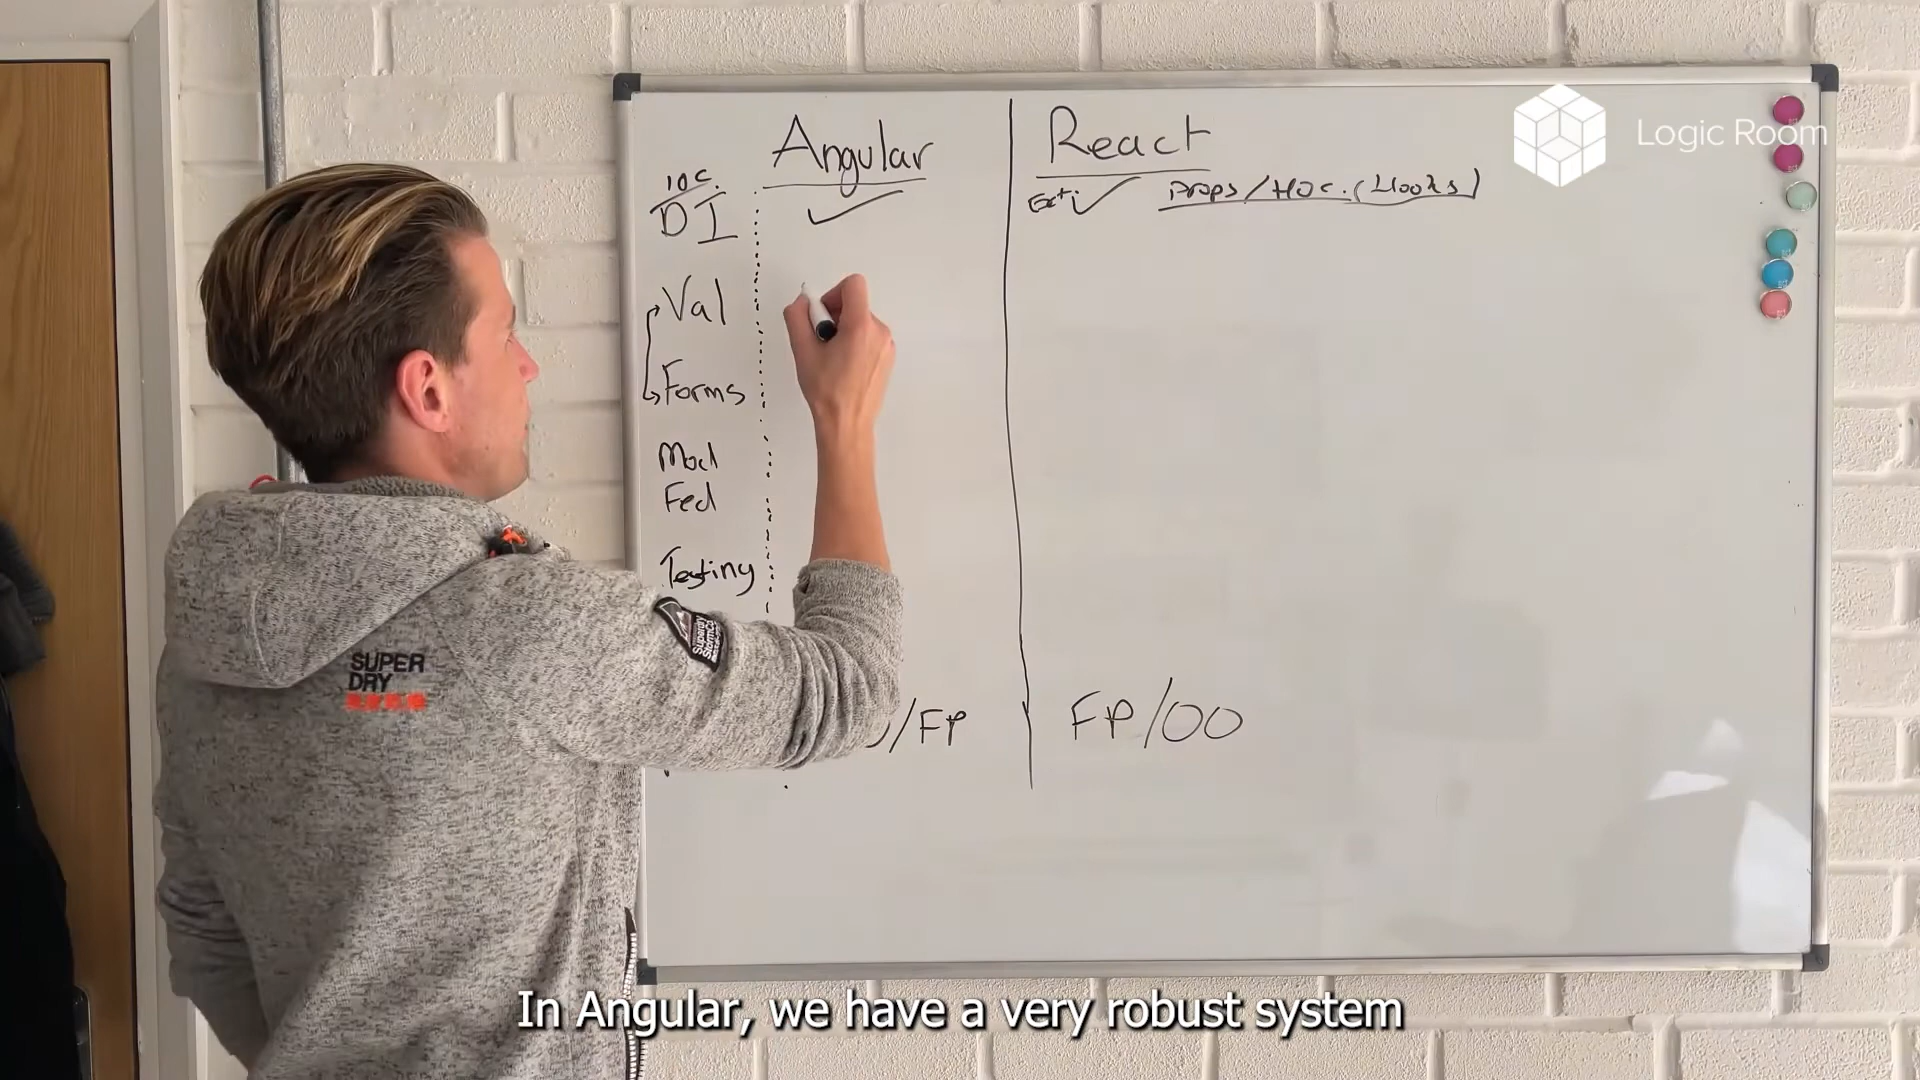 Angular
React
Logic Room
IOC.
DI
Props/HOC. (Hooks)
Val
Forms
Mod
Fed
Testing
/FP
FP/OO
SUPER
DRY
Superdry
In Angular, we have a very robust system